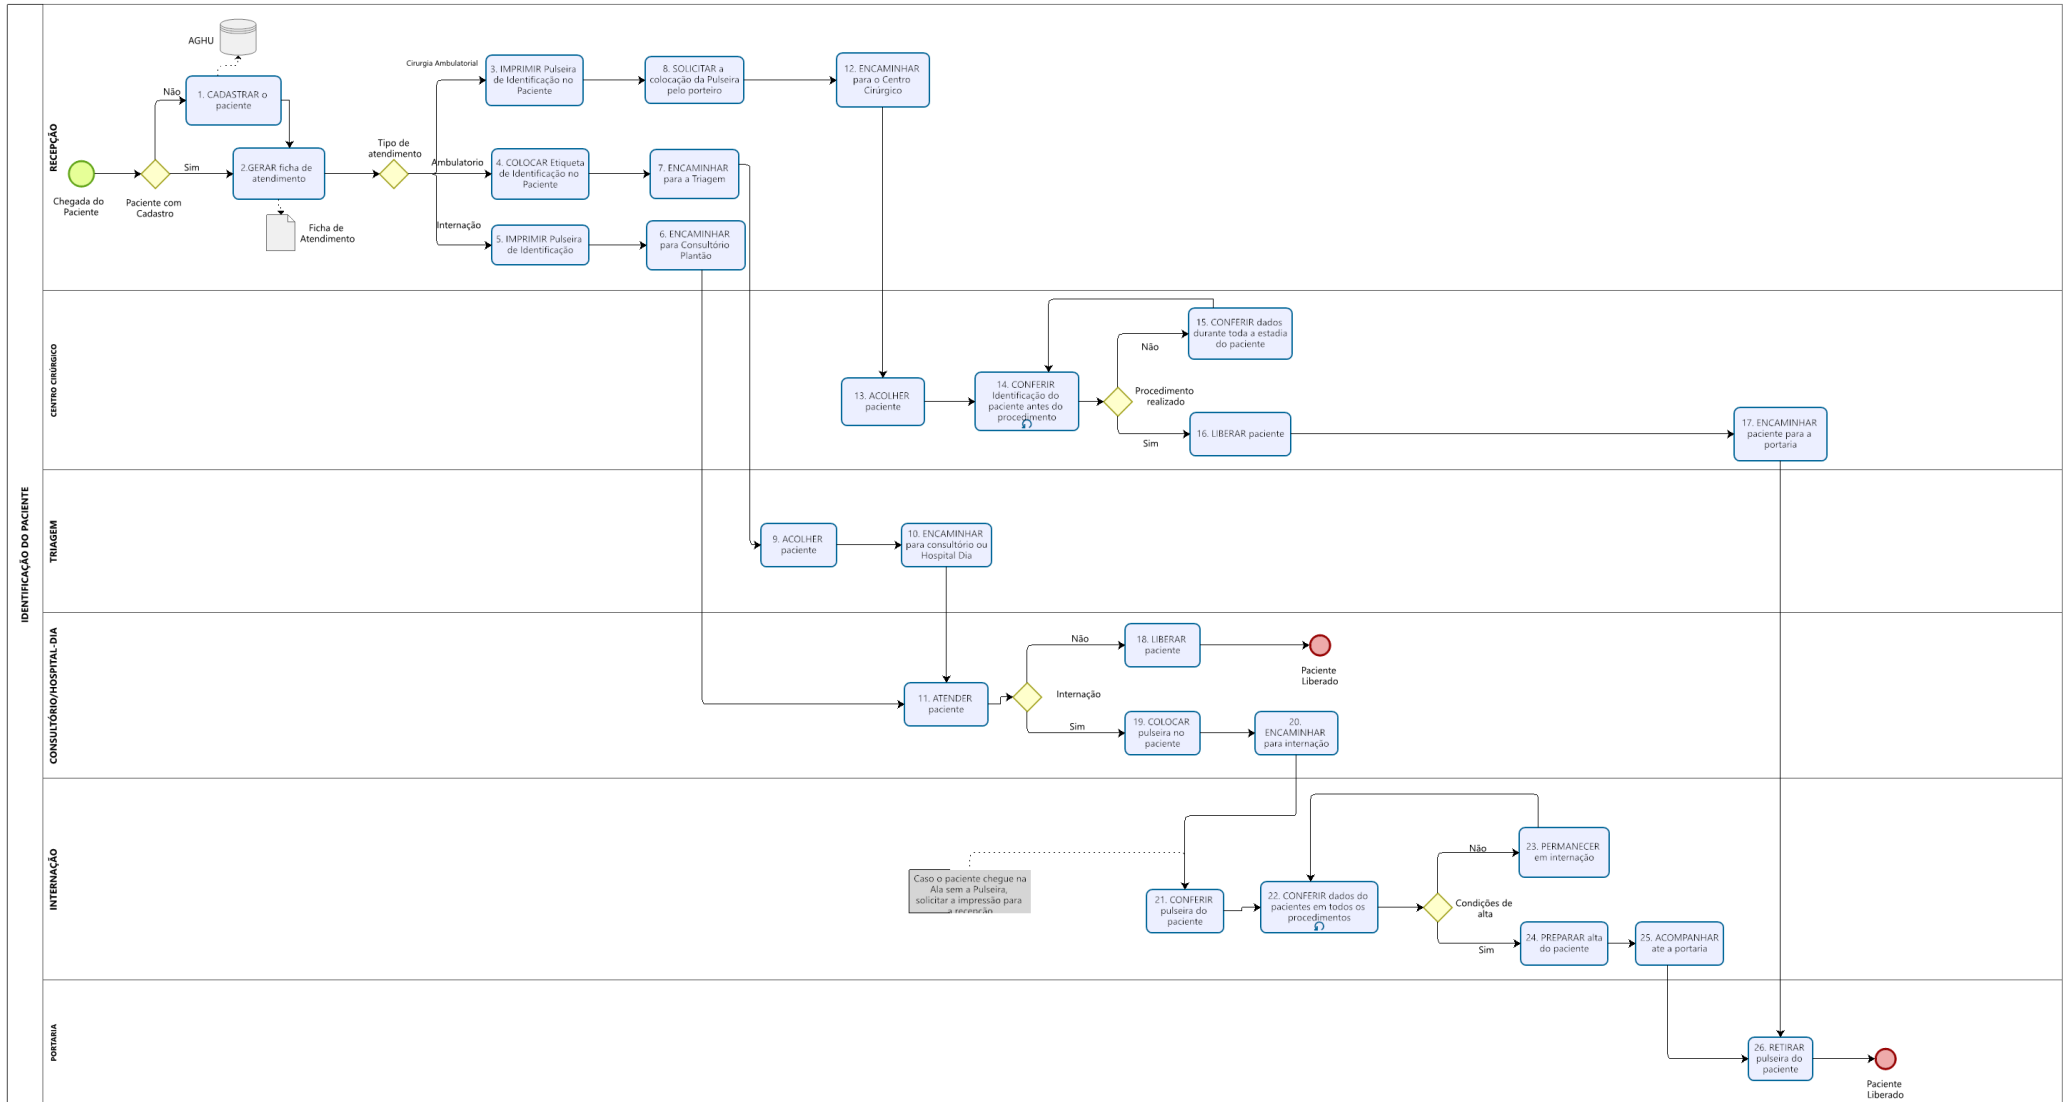 IDENTIFICAÇÃO DO PACIENTE
RECEPÇÃO
AGHU
Chegada do
Paciente
Paciente com
Cadastro
Não
Sim
1. CADASTRAR o
paciente
2.GERAR ficha de
atendimento
Ficha de
Atendimento
Tipo de
atendimento
Cirurgia Ambulatorial
Ambulatorio
Internação
3. IMPRIMIR Pulseira
de Identificação no
Paciente
8. SOLICITAR a
colocação da Pulseira
pelo porteiro
12. ENCAMINHAR
para o Centro
Cirúrgico
4. COLOCAR Etiqueta
de Identificação no
Paciente
7. ENCAMINHAR
para a Triagem
5. IMPRIMIR Pulseira
de Identificação
6. ENCAMINHAR
para Consultório
Plantão
CENTRO CIRÚRGICO
13. ACOLHER
paciente
14. CONFERIR
Identificação do
paciente antes do
procedimento
Procedimento
realizado
Não
Sim
15. CONFERIR dados
durante toda a estadia
do paciente
16. LIBERAR paciente
17. ENCAMINHAR
paciente para a
portaria
TRIAGEM
9. ACOLHER
paciente
10. ENCAMINHAR
para consultório ou
Hospital Dia
CONSULTÓRIO/HOSPITAL-DIA
11. ATENDER
paciente
Internação
Não
Sim
18. LIBERAR
paciente
Paciente
Liberado
19. COLOCAR
pulseira no
paciente
20.
ENCAMINHAR
para internação
INTERNAÇÃO
Caso o paciente chegue na
Ala sem a Pulseira,
solicitar a impressão para
a recepção
21. CONFERIR
pulseira do
paciente
22. CONFERIR dados do
pacientes em todos os
procedimentos
Condições de
alta
Não
Sim
23. PERMANECER
em internação
24. PREPARAR alta
do paciente
25. ACOMPANHAR
ate a portaria
PORTARIA
26. RETIRAR
pulseira do
paciente
Paciente
Liberado